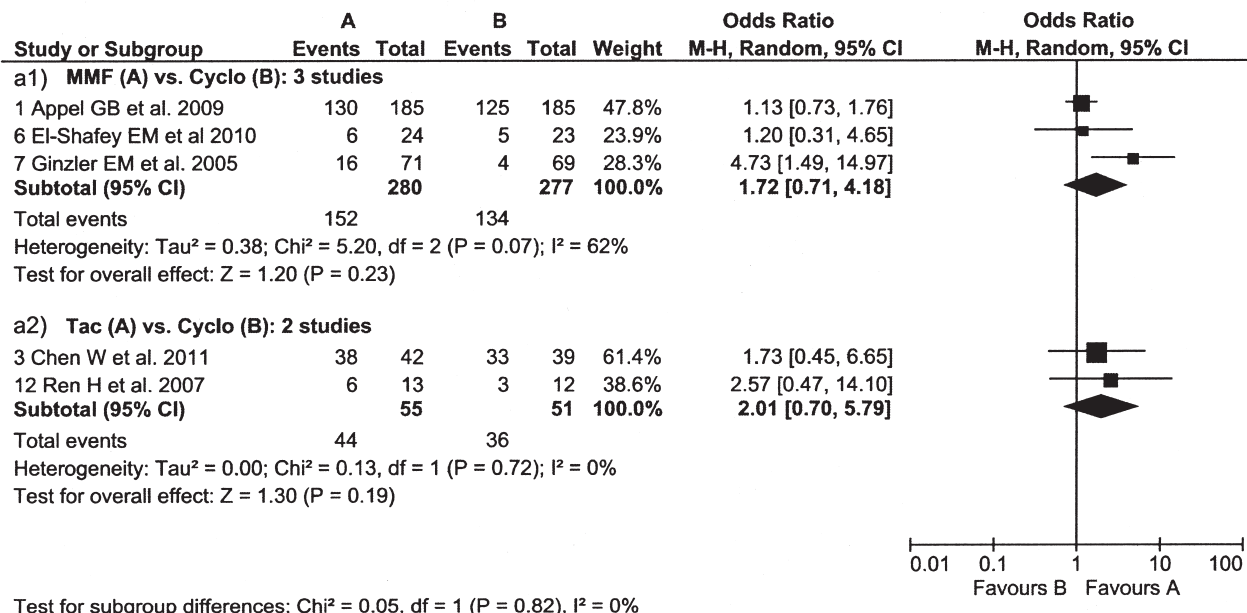 A B Odds Ratio Odds Ratio
Study or Subgroup Events Total Events Total Weight M-H, Random, 95% CI M-H, Random, 95% CI
a1) MMF (A) vs. Cyclo (B): 3 studies
1 Appel GB et al. 2009 130 185 125 185 47.8% 1.13 [0.73, 1.76]
6 El-Shafey EM et al 2010 6 24 5 23 23.9% 1.20 [0.31, 4.65]
7 Ginzler EM et al. 2005 16 71 4 69 28.3% 4.73 [1.49, 14.97]
Subtotal (95% CI) 280 277 100.0% 1.72 [0.71, 4.18]
Total events 152 134
Heterogeneity: Tau² = 0.38; Chi² = 5.20, df = 2 (P = 0.07); I² = 62%
Test for overall effect: Z = 1.20 (P = 0.23)
a2) Tac (A) vs. Cyclo (B): 2 studies
3 Chen W et al. 2011 38 42 33 39 61.4% 1.73 [0.45, 6.65]
12 Ren H et al. 2007 6 13 3 12 38.6% 2.57 [0.47, 14.10]
Subtotal (95% CI) 55 51 100.0% 2.01 [0.70, 5.79]
Total events 44 36
Heterogeneity: Tau² = 0.00; Chi² = 0.13, df = 1 (P = 0.72); I² = 0%
Test for overall effect: Z = 1.30 (P = 0.19)
0.01 0.1 1 10 100
Favours B Favours A
Test for subgroup differences: Chi² = 0.05, df = 1 (P = 0.82), I² = 0%